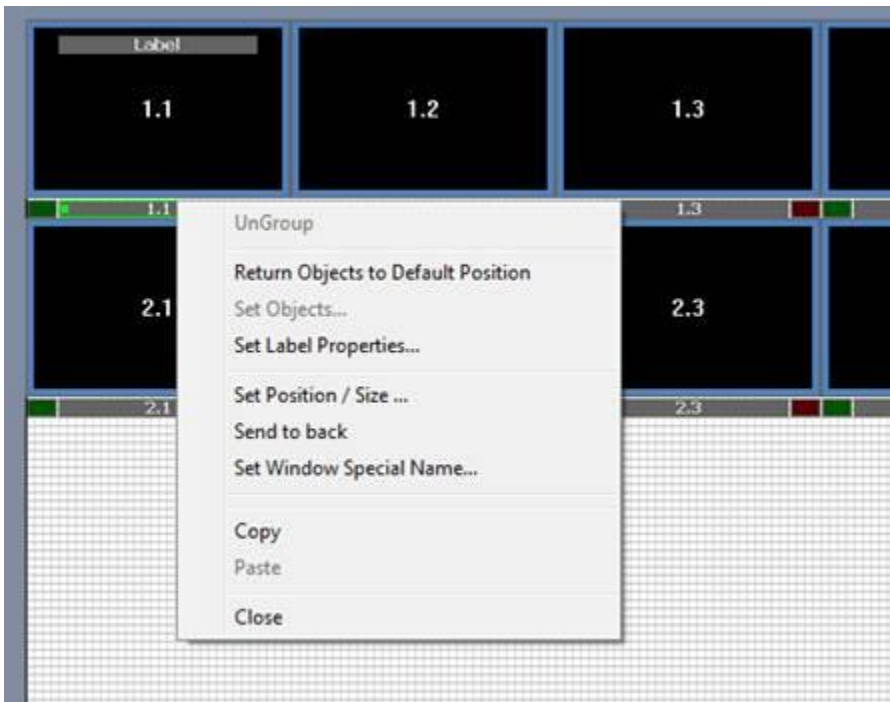 Label
1.1
1.2
1.3
1.1
1.3
UnGroup
Return Objects to Default Position
2.1
2.3
Set Objects...
Set Label Properties...
Set Position / Size ...
2.1
2.3
Send to back
Set Window Special Name...
Copy
Paste
Close